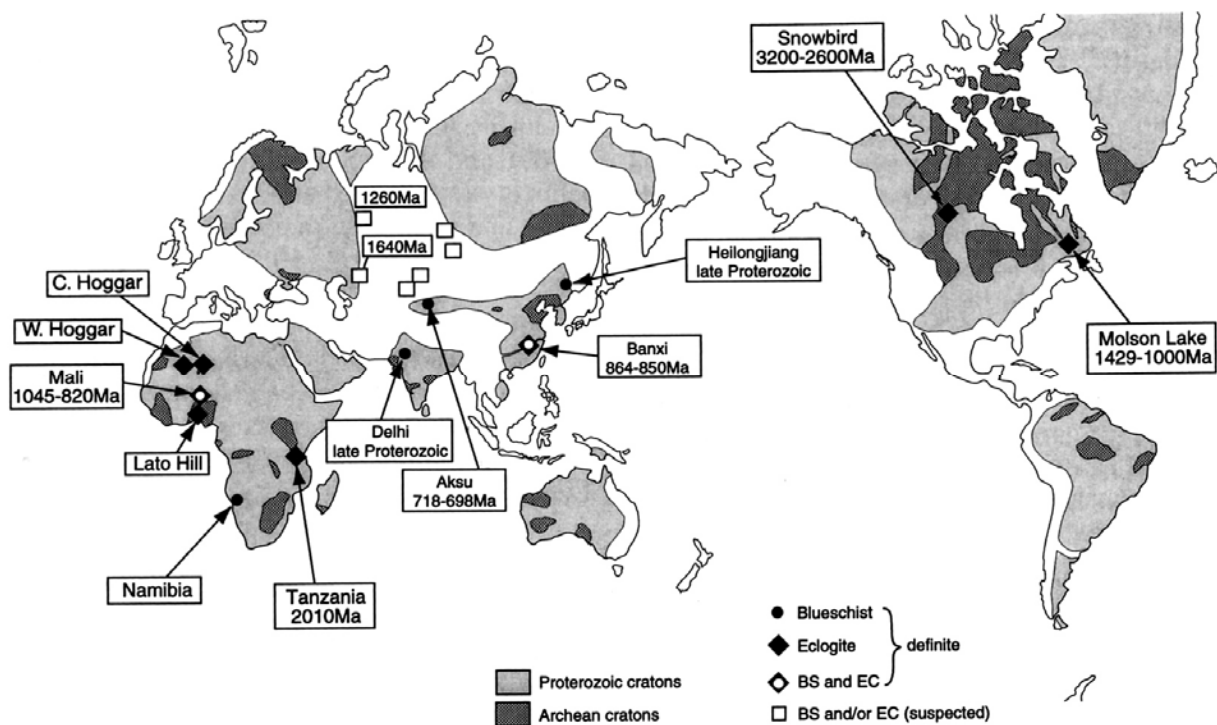 Snowbird
3200-2600Ma
1260Ma
1640Ma
Heilongjiang
late Proterozoic
C. Hoggar
W. Hoggar
Mali
1045-820Ma
Lato Hill
Delhi
late Proterozoic
Banxi
864-850Ma
Molson Lake
1429-1000Ma
Aksu
718-698Ma
Namibia
Tanzania
2010Ma
Blueschist
Eclogite
definite
BS and EC
BS and/or EC (suspected)
Proterozoic cratons
Archean cratons